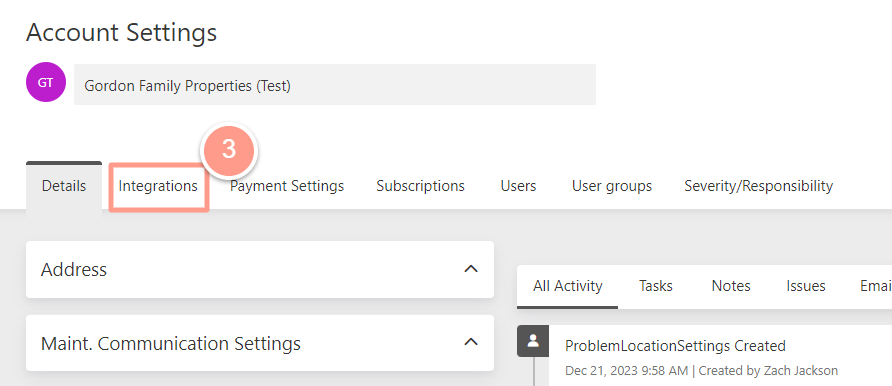 Account Settings
GT
Gordon Family Properties (Test)
3
Details Integrations Payment Settings Subscriptions Users User groups Severity/Responsibility
Address
Maint. Communication Settings
All Activity Tasks Notes Issues Emai
ProblemLocationSettings Created
Dec 21, 2023 9:58 AM | Created by Zach Jackson